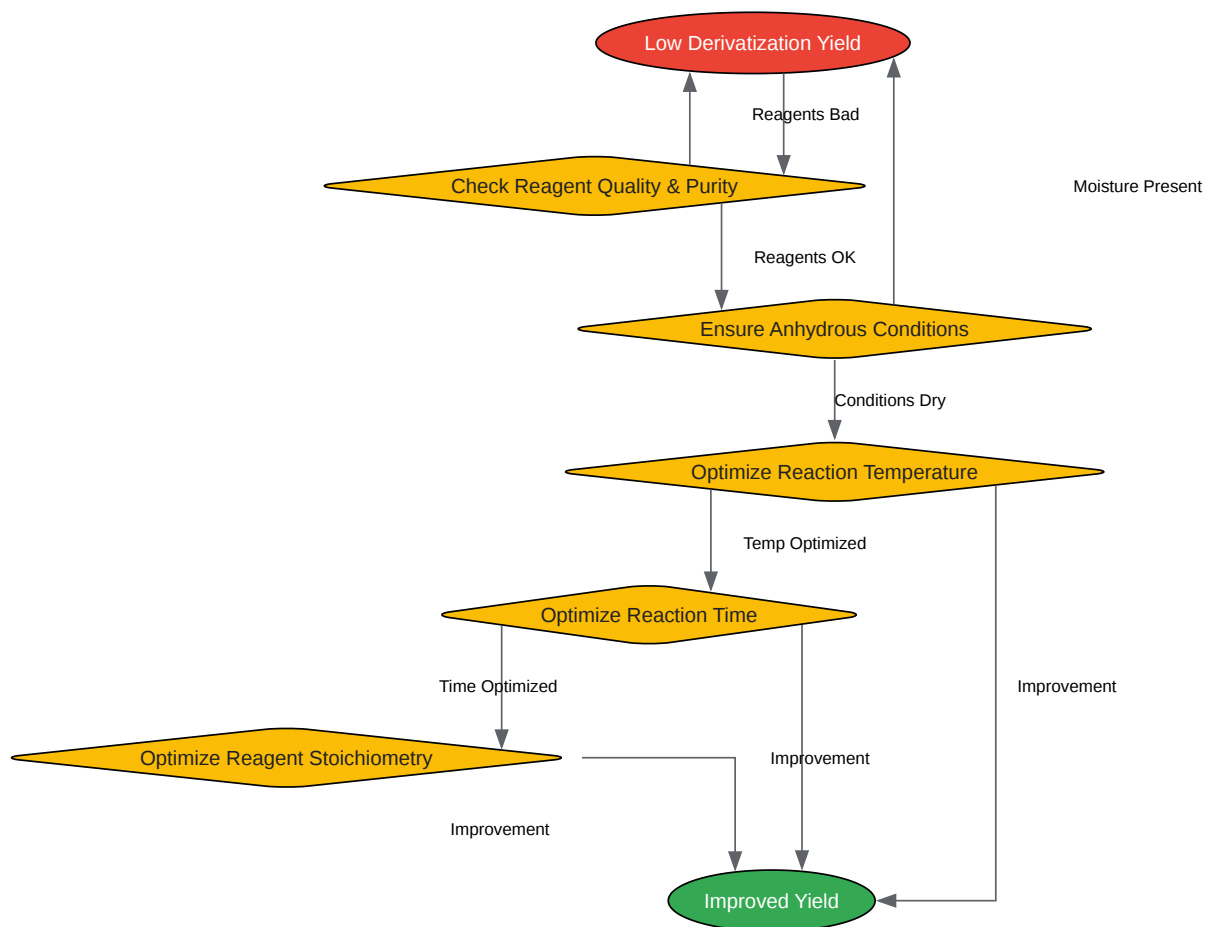 Low Derivatization Yield
Reagents Bad
Check Reagent Quality & Purity
Moisture Present
Reagents OK
Ensure Anhydrous Conditions
Conditions Dry
Optimize Reaction Temperature
Temp Optimized
Optimize Reaction Time
Time Optimized
Improvement
Optimize Reagent Stoichiometry
Improvement
Improvement
Improved Yield